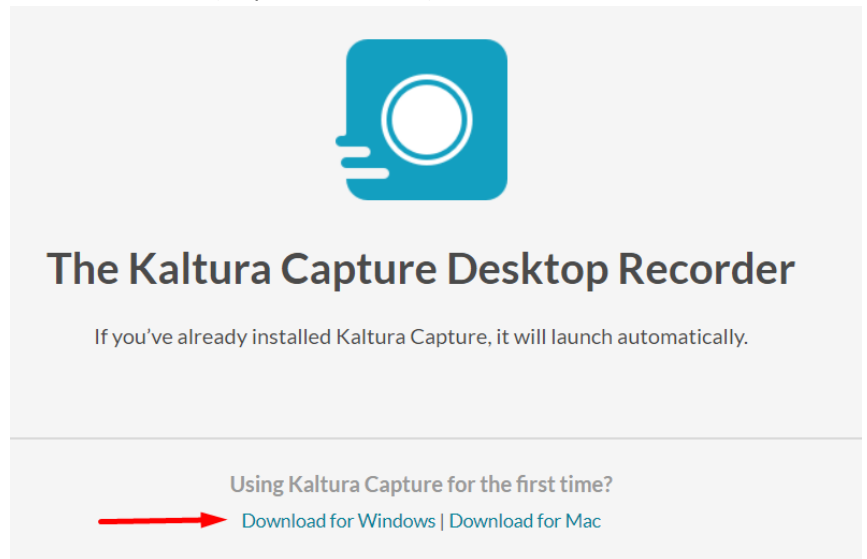 The Kaltura Capture Desktop Recorder
If you've already installed Kaltura Capture, it will launch automatically.
Using Kaltura Capture for the first time?
Download for Windows | Download for Mac